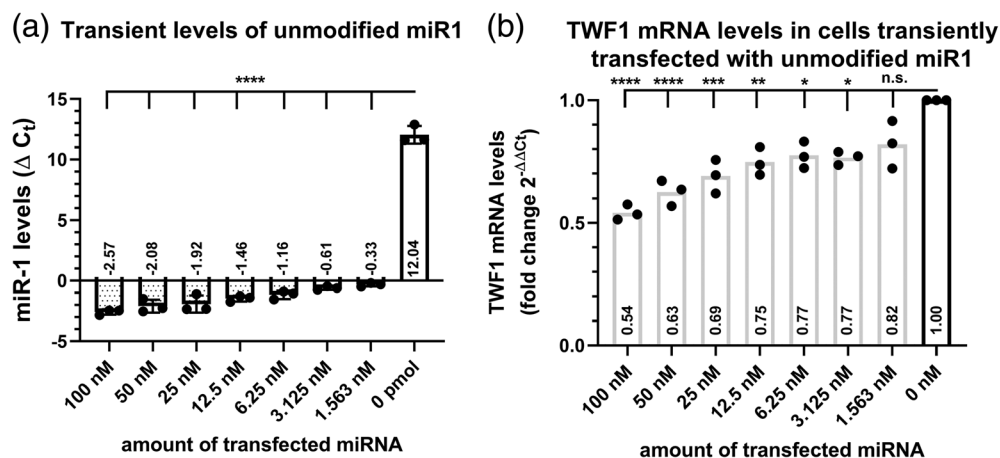 (a) Transient levels of unmodified miR1
****
miR-1 levels (Δ Ct)
15
10
5
0
-5
-2.57
-2.08
-1.92
-1.46
-1.16
-0.61
-0.33
12.04
100 nM
50 nM
25 nM
12.5 nM
6.25 nM
3.125 nM
1.563 nM
0 pmol
amount of transfected miRNA
(b) TWF1 mRNA levels in cells transiently
transfected with unmodified miR1
**** **** *** ** * * n.s.
TWF1 mRNA levels
(fold change 2-ΔΔCt)
1.0
0.5
0.0
0.54
0.63
0.69
0.75
0.77
0.77
0.82
1.00
100 nM
50 nM
25 nM
12.5 nM
6.25 nM
3.125 nM
1.563 nM
0 nM
amount of transfected miRNA